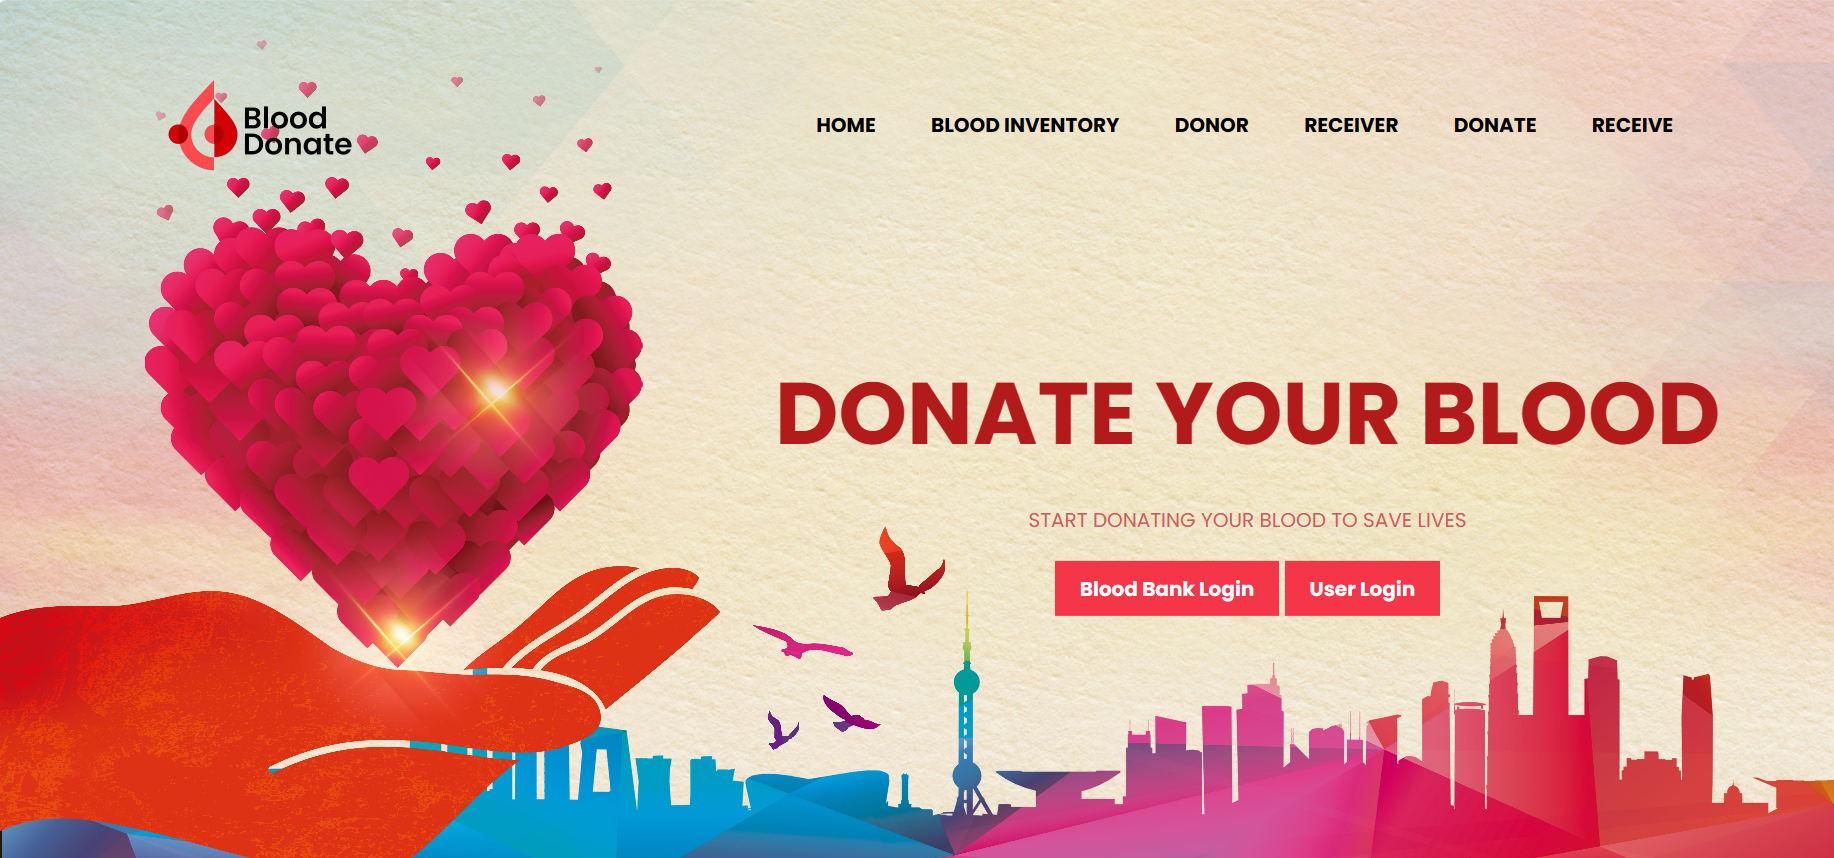 Blood
Donate
HOME BLOOD INVENTORY DONOR RECEIVER DONATE RECEIVE
DONATE YOUR BLOOD
START DONATING YOUR BLOOD TO SAVE LIVES
Blood Bank Login User Login